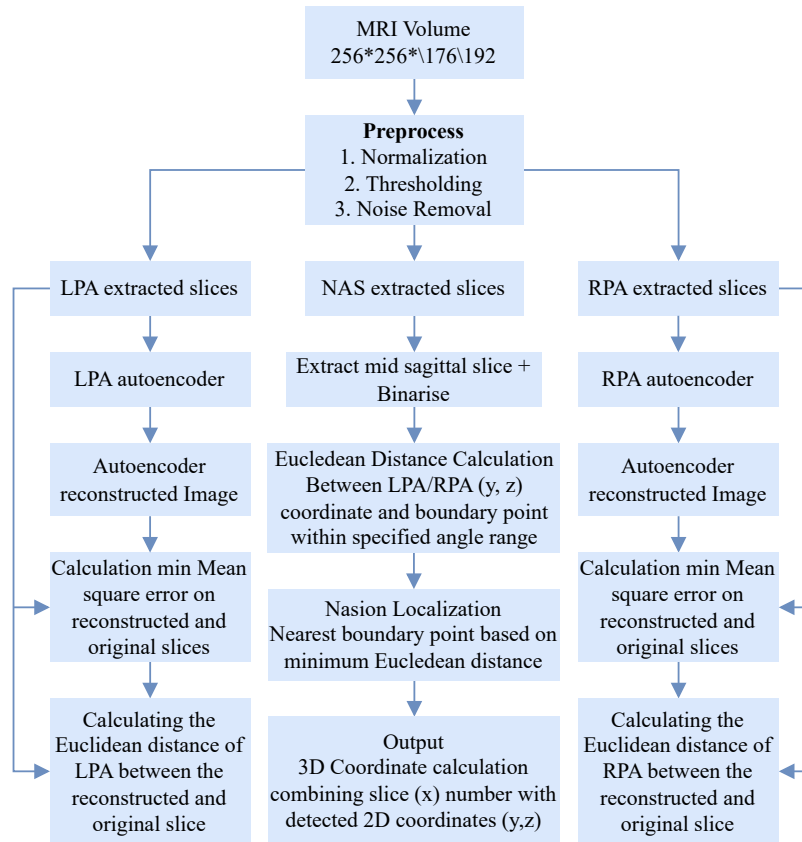 MRI Volume
256*256*\176\192
Preprocess
1. Normalization
2. Thresholding
3. Noise Removal
LPA extracted slices
NAS extracted slices
RPA extracted slices
LPA autoencoder
Extract mid sagittal slice +
Binarise
RPA autoencoder
Autoencoder
reconstructed Image
Eucledean Distance Calculation
Between LPA/RPA (y, z)
coordinate and boundary point
within specified angle range
Autoencoder
reconstructed Image
Calculation min Mean
square error on
reconstructed and
original slices
Nasion Localization
Nearest boundary point based on
minimum Eucledean distance
Calculation min Mean
square error on
reconstructed and
original slices
Calculating the
Euclidean distance of
LPA between the
reconstructed and
original slice
Output
3D Coordinate calculation
combining slice (x) number with
detected 2D coordinates (y,z)
Calculating the
Euclidean distance of
RPA between the
reconstructed and
original slice